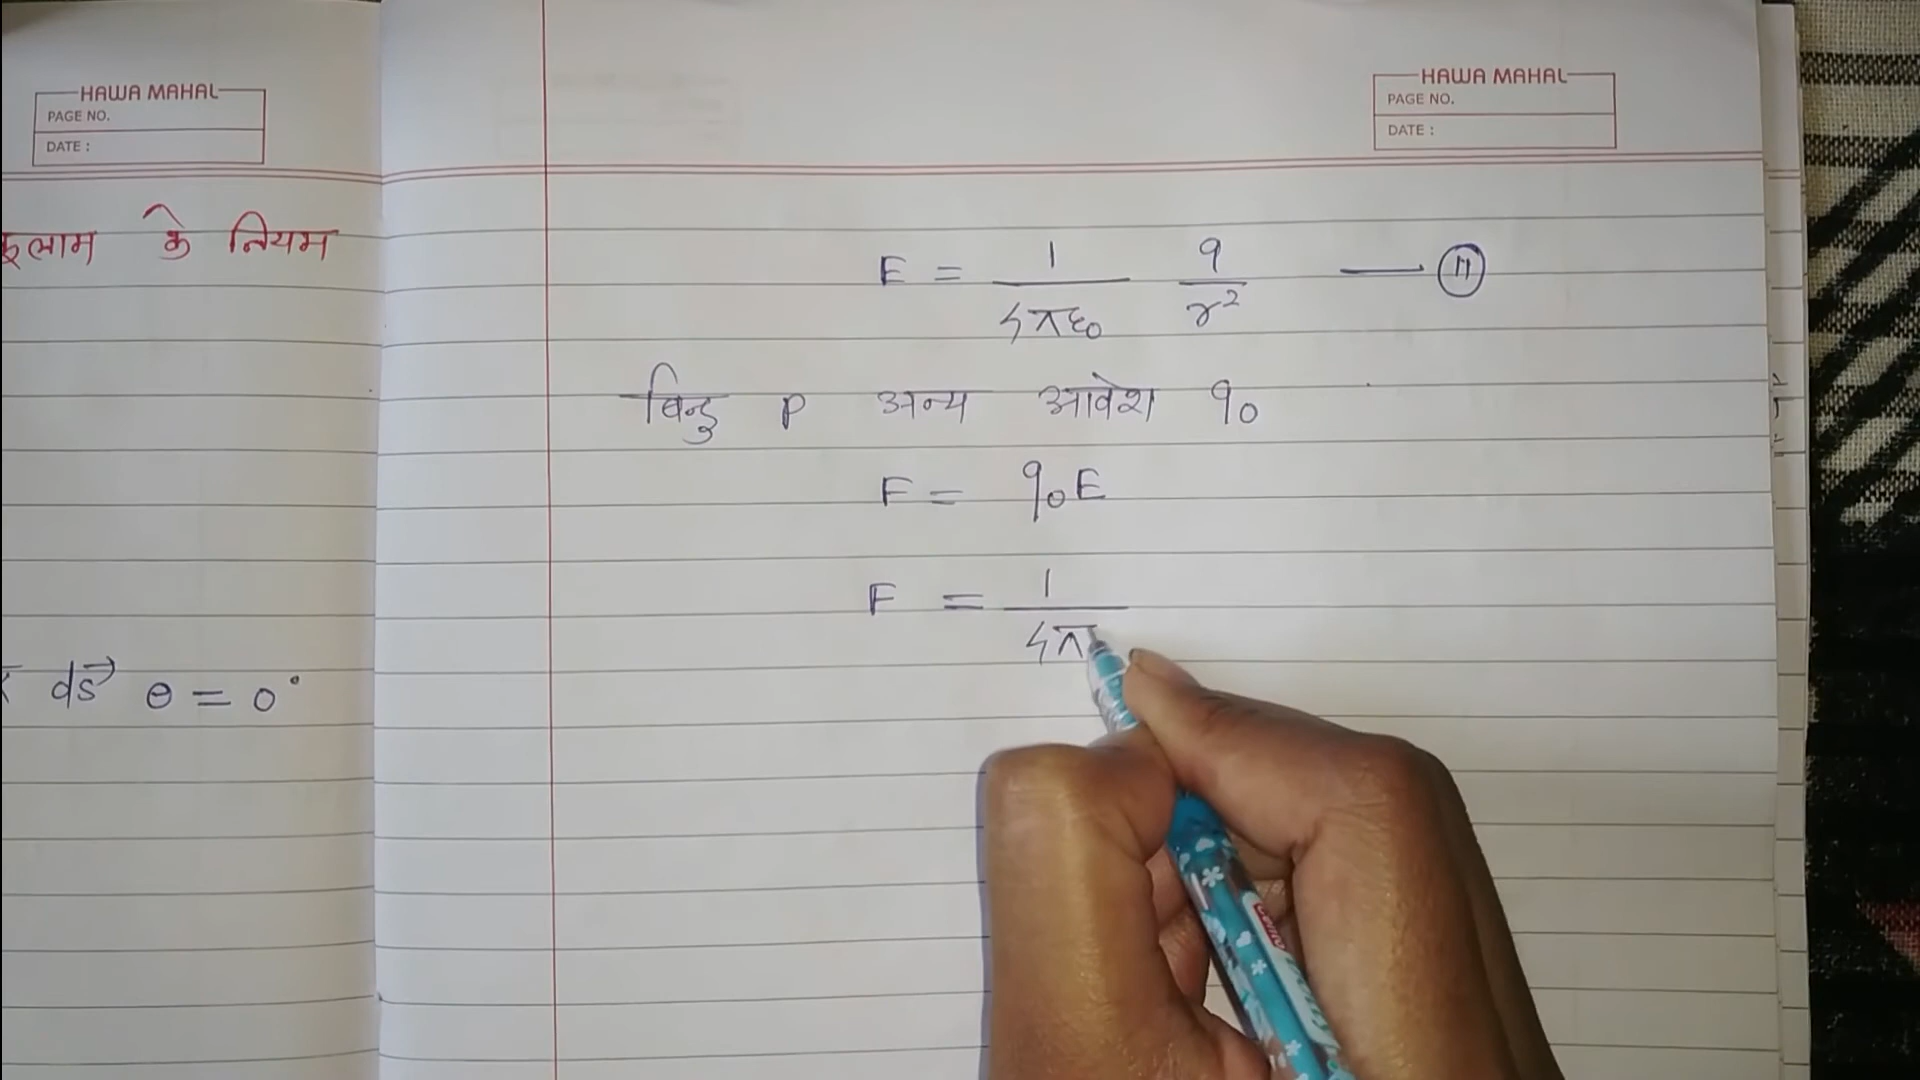 HAWA MAHAL
PAGE NO.
DATE :
के नियम
ds⃗ θ = 0°
HAWA MAHAL
PAGE NO.
DATE :
E = 1/4πε₀ q/r² — (II)
बिन्दु P अन्य आवेश q₀
F = q₀E
F = 1/4π